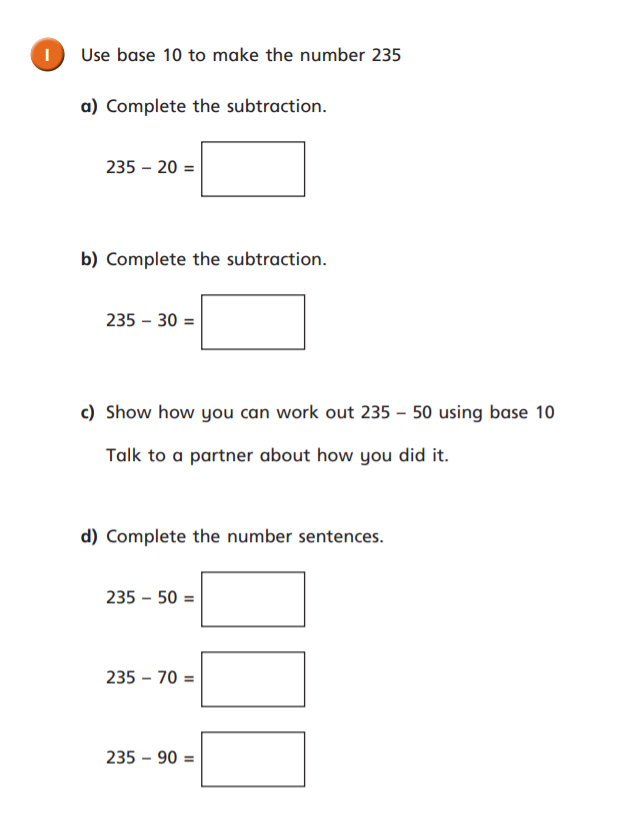 1 Use base 10 to make the number 235
a) Complete the subtraction.
235 – 20 =
b) Complete the subtraction.
235 – 30 =
c) Show how you can work out 235 – 50 using base 10
Talk to a partner about how you did it.
d) Complete the number sentences.
235 – 50 =
235 – 70 =
235 – 90 =